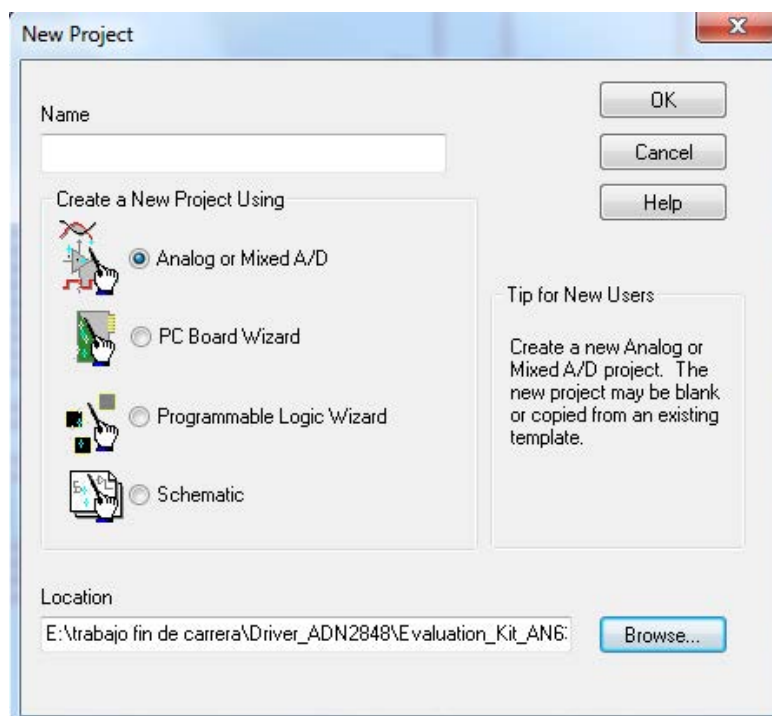 New Project
Name
OK
Cancel
Help
Create a New Project Using
Analog or Mixed A/D
PC Board Wizard
Programmable Logic Wizard
Schematic
Tip for New Users
Create a new Analog or
Mixed A/D project. The
new project may be blank
or copied from an existing
template.
Location
E:\trabajo fin de carrera\Driver_ADN2848\Evaluation_Kit_AN6
Browse...